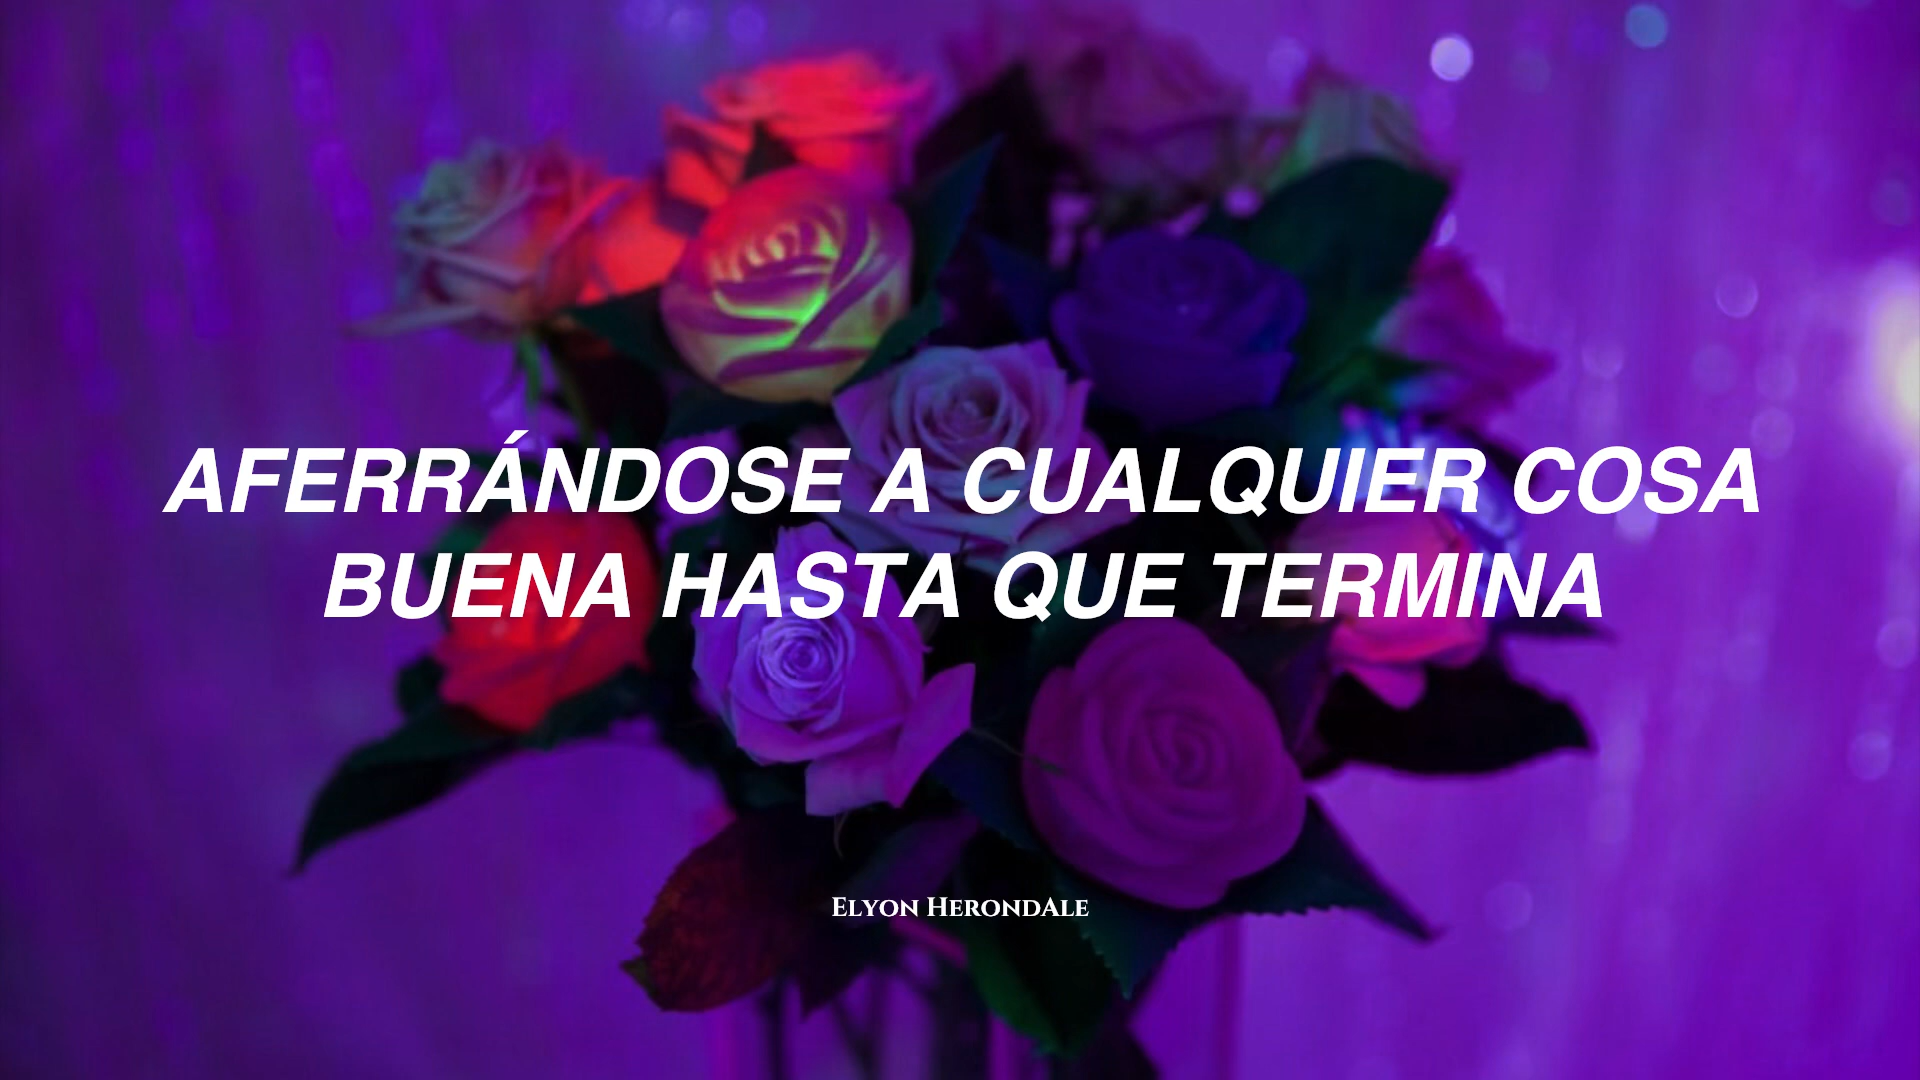 AFERRÁNDOSE A CUALQUIER COSA
BUENA HASTA QUE TERMINA
ELYON HERONDALE